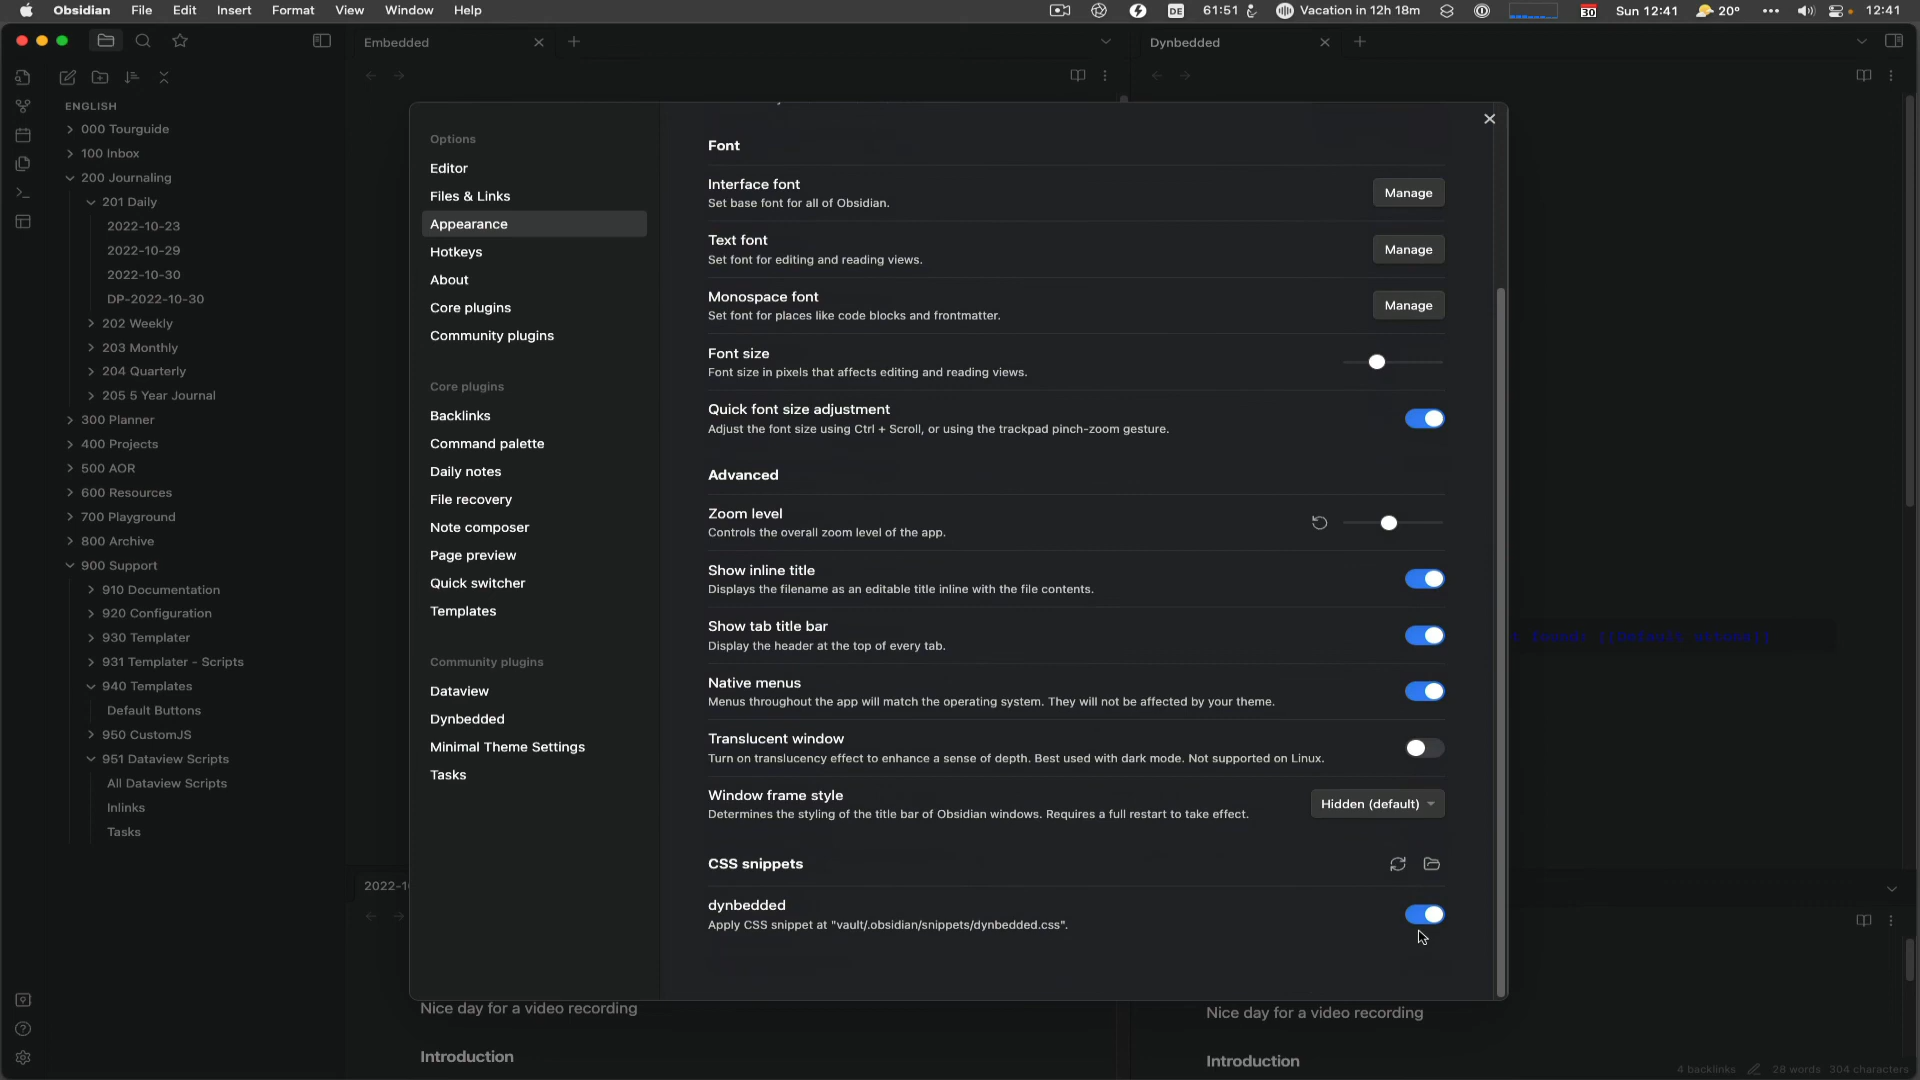 Obsidian File Edit Insert Format View Window Help
DE 61:51 Vacation in 12h 18m 30 Sun 12:41 20° 12:41
Embedded
Dynbedded
ENGLISH
000 Tourguide
100 Inbox
200 Journaling
201 Daily
2022-10-23
2022-10-29
2022-10-30
DP-2022-10-30
202 Weekly
203 Monthly
204 Quarterly
205 5 Year Journal
300 Planner
400 Projects
500 AOR
600 Resources
700 Playground
800 Archive
900 Support
910 Documentation
920 Configuration
930 Templater
931 Templater - Scripts
940 Templates
Default Buttons
950 CustomJS
951 Dataview Scripts
All Dataview Scripts
Inlinks
Tasks
Options
Editor
Files & Links
Appearance
Hotkeys
About
Core plugins
Community plugins
Core plugins
Backlinks
Command palette
Daily notes
File recovery
Note composer
Page preview
Quick switcher
Templates
Community plugins
Dataview
Dynbedded
Minimal Theme Settings
Tasks
Font
Interface font
Set base font for all of Obsidian.
Manage
Text font
Set font for editing and reading views.
Manage
Monospace font
Set font for places like code blocks and frontmatter.
Manage
Font size
Font size in pixels that affects editing and reading views.
Quick font size adjustment
Adjust the font size using Ctrl + Scroll, or using the trackpad pinch-zoom gesture.
Advanced
Zoom level
Controls the overall zoom level of the app.
Show inline title
Displays the filename as an editable title inline with the file contents.
Show tab title bar
Display the header at the top of every tab.
Native menus
Menus throughout the app will match the operating system. They will not be affected by your theme.
Translucent window
Turn on translucency effect to enhance a sense of depth. Best used with dark mode. Not supported on Linux.
Window frame style
Determines the styling of the title bar of Obsidian windows. Requires a full restart to take effect.
Hidden (default)
CSS snippets
dynbedded
Apply CSS snippet at "vault/.obsidian/snippets/dynbedded.css".
2022-1
Nice day for a video recording
Introduction
Nice day for a video recording
Introduction
4 backlinks 28 words 304 characters